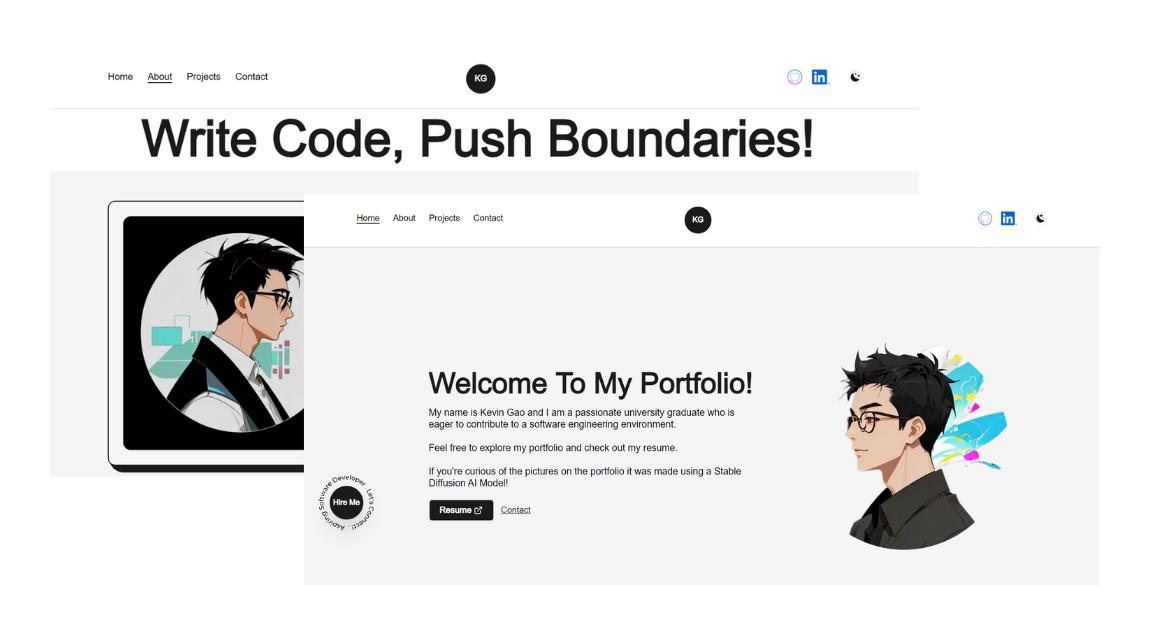 Home About Projects Contact
KG
in
Write Code, Push Boundaries!
Home About Projects Contact
KG
in
Welcome To My Portfolio!
My name is Kevin Gao and I am a passionate university graduate who is
eager to contribute to a software engineering environment.
Feel free to explore my portfolio and check out my resume.
If you're curious of the pictures on the portfolio it was made using a Stable
Diffusion AI Model!
Resume
Contact
Hire Me
Aspiring Software Developer · Let's Connect! ·